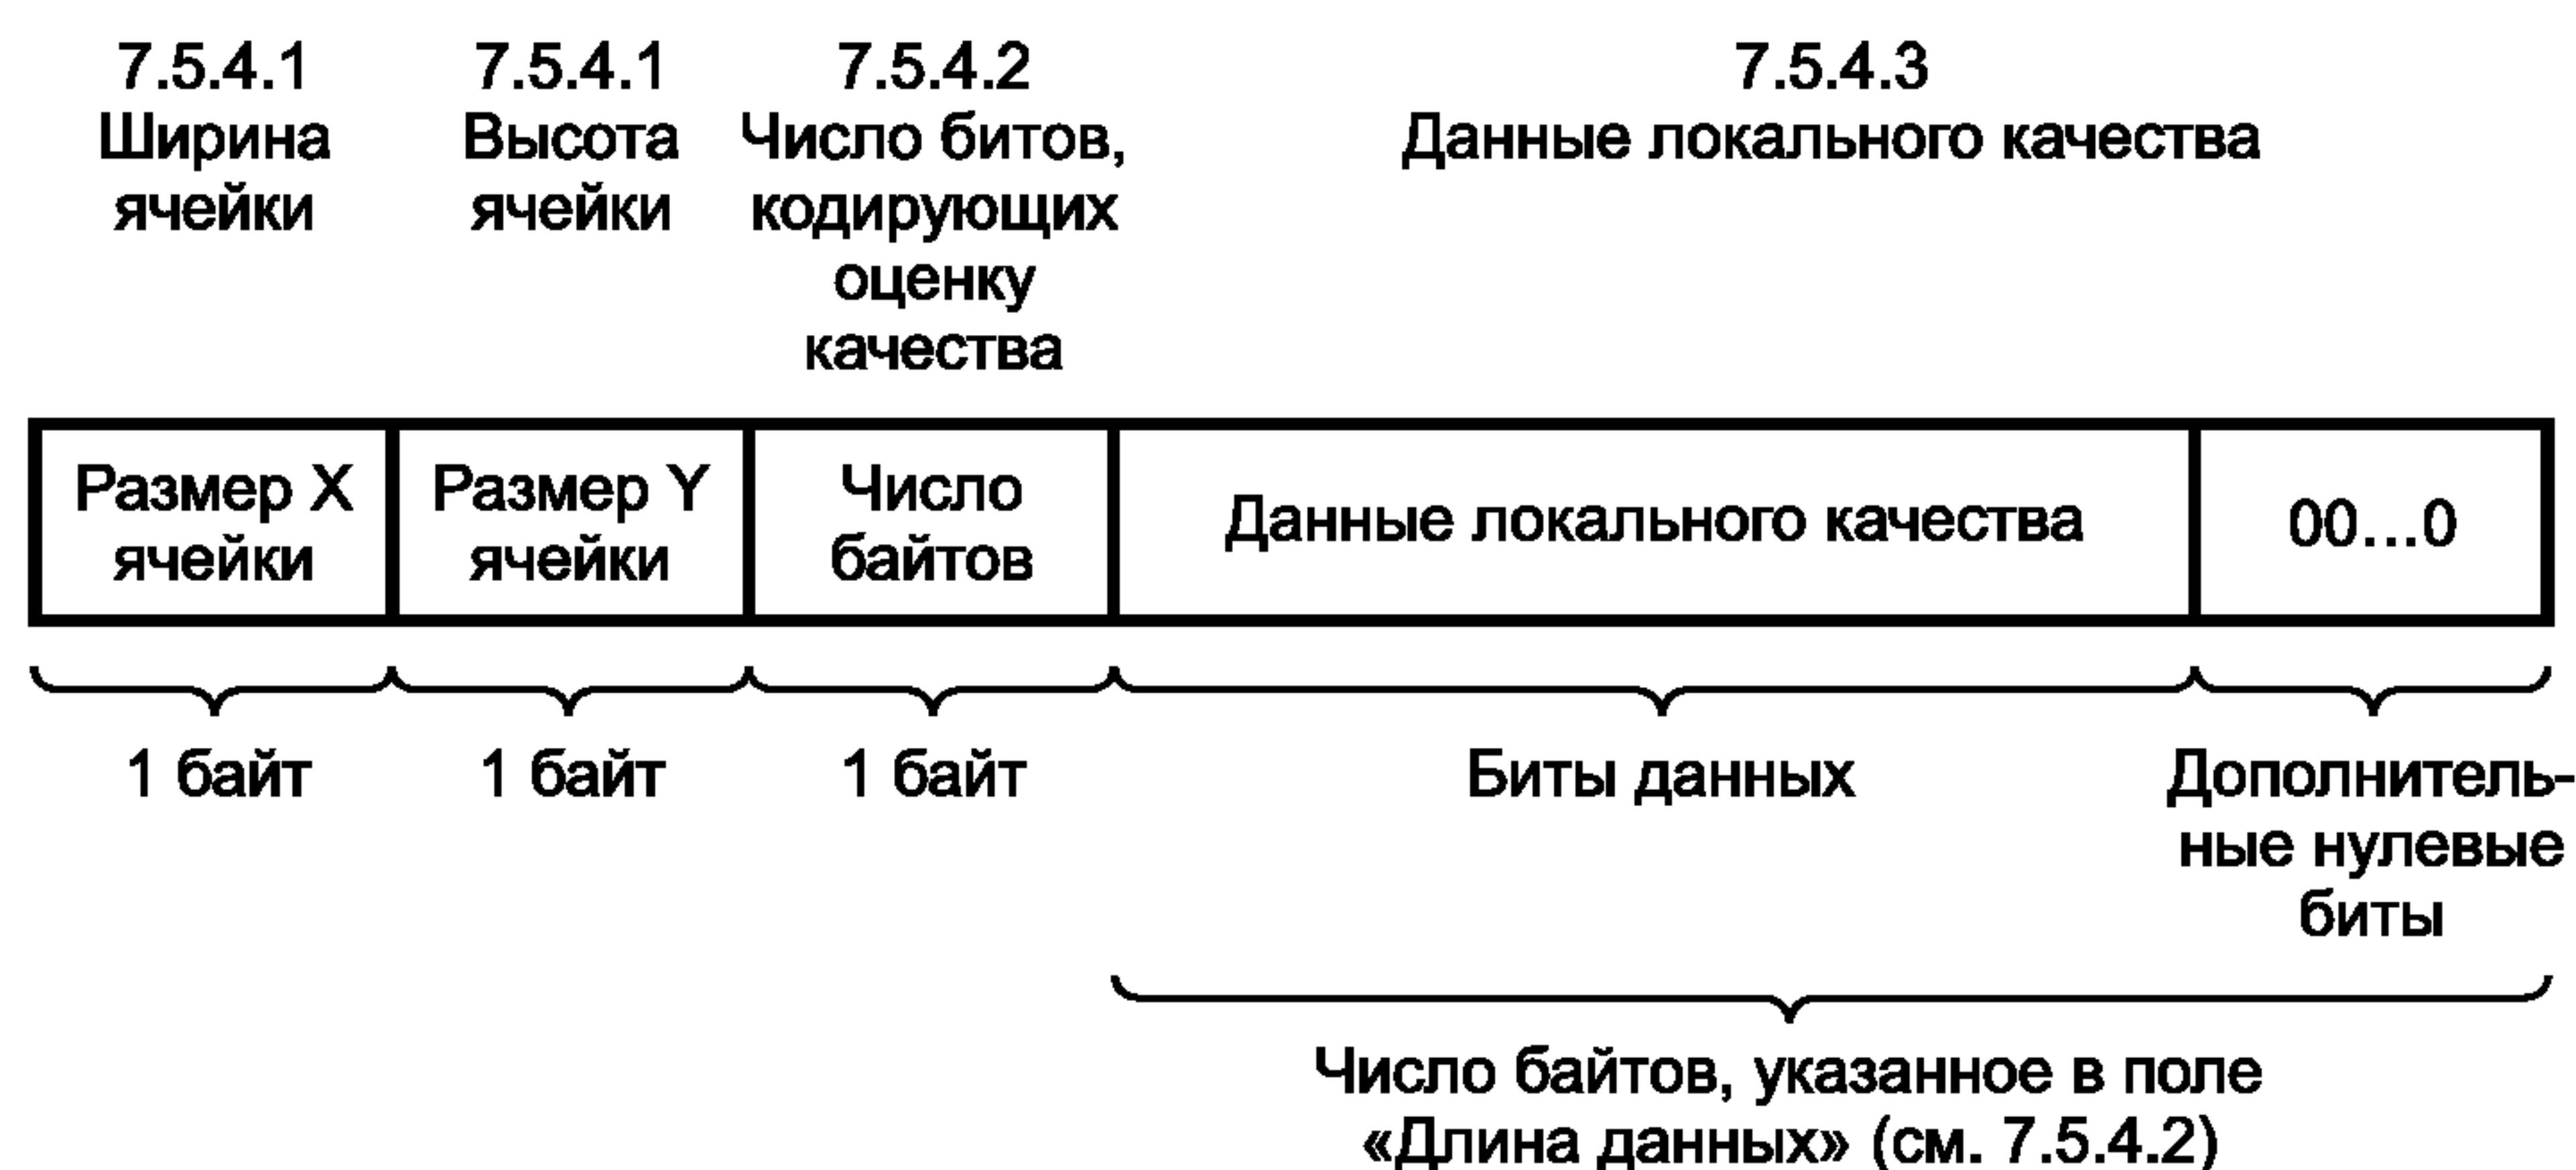 7.5.4.1
Ширина
ячейки
7.5.4.1
Высота
ячейки
7.5.4.2
Число битов,
кодирующих
оценку
качества
7.5.4.3
Данные локального качества
Размер X
ячейки
Размер Y
ячейки
Число
байтов
Данные локального качества
00...0
1 байт
1 байт
1 байт
Биты данных
Дополнитель-
ные нулевые
биты
Число байтов, указанное в поле
«Длина данных» (см. 7.5.4.2)